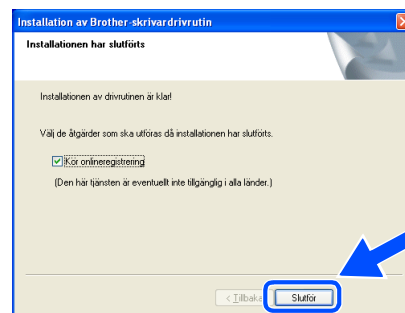 Installation av Brother-skrivardrivrutin
Installationen har slutförts
Installationen av drivrutinen är klar!
Välj de åtgärder som ska utföras då installationen har slutförts.
Kör onlineregistrering
(Den här tjänsten är eventuellt inte tillgänglig i alla länder.)
< Tillbaka
Slutför